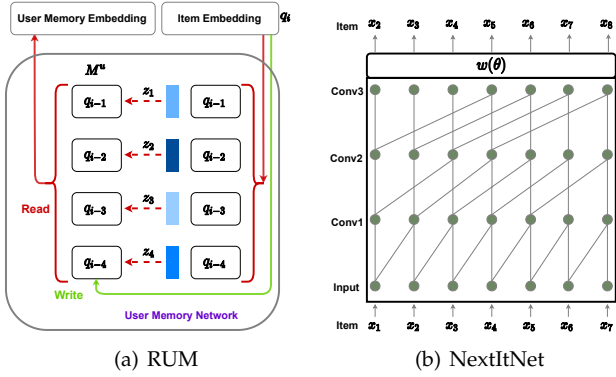 User Memory Embedding
Item Embedding
q_i
M^u
q_{i-1} z_1 q_{i-1}
q_{i-2} z_2 q_{i-2}
q_{i-3} z_3 q_{i-3}
q_{i-4} z_4 q_{i-4}
Read
Write
User Memory Network
(a) RUM
Item x_2 x_3 x_4 x_5 x_6 x_7 x_8
w(θ)
Conv3
Conv2
Conv1
Input
Item x_1 x_2 x_3 x_4 x_5 x_6 x_7
(b) NextItNet